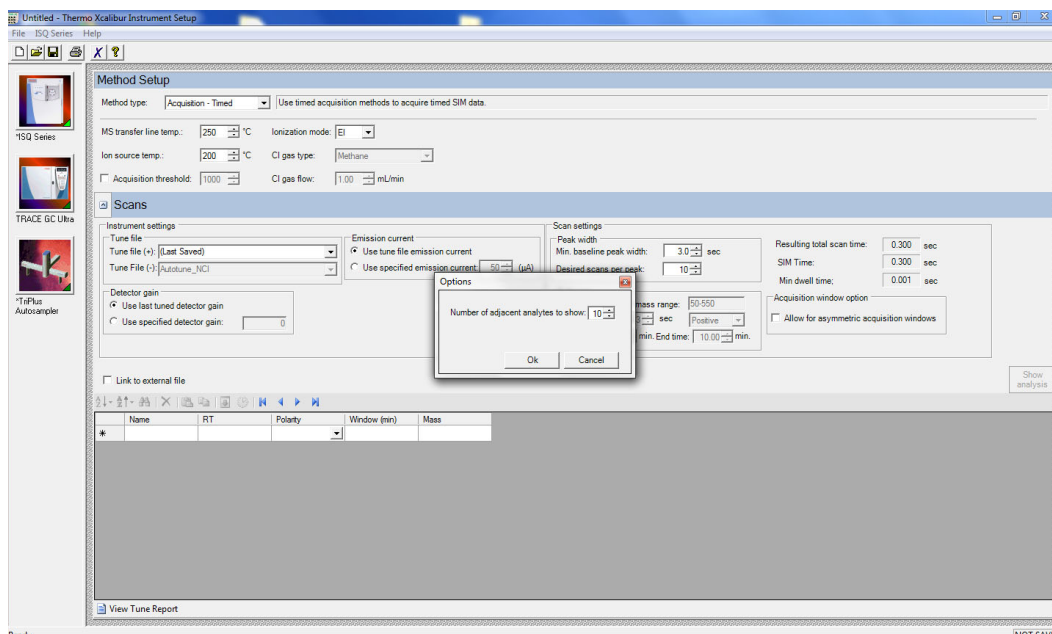 Untitled - Thermo Xcalibur Instrument Setup
File ISQ Series Help
Method Setup
Method type: Acquisition - Timed Use timed acquisition methods to acquire timed SIM data.
MS transfer line temp.: 250 °C Ionization mode: EI
*ISQ Series
Ion source temp.: 200 °C CI gas type: Methane
Acquisition threshold: 1000 CI gas flow: 1.00 mL/min
Scans
TRACE GC Ultra
Instrument settings Scan settings
Tune file Emission current Peak width
Tune file (+): (Last Saved) Use tune file emission current Min. baseline peak width: 3.0 sec Resulting total scan time: 0.300 sec
Tune File (-): Autotune_NCI Use specified emission current: 50 (µA) Desired scans per peak: 10 SIM Time: 0.300 sec
Options
Min dwell time; 0.001 sec
Detector gain
Acquisition window option
*TriPlus
Autosampler
Use last tuned detector gain
Number of adjacent analytes to show: 10
mass range: 50-550
Use specified detector gain: 0
sec Positive
Allow for asymmetric acquisition windows
min. End time: 10.00 min.
Ok Cancel
Link to external file
Show
analysis
Name RT Polarity Window (min) Mass
*
View Tune Report